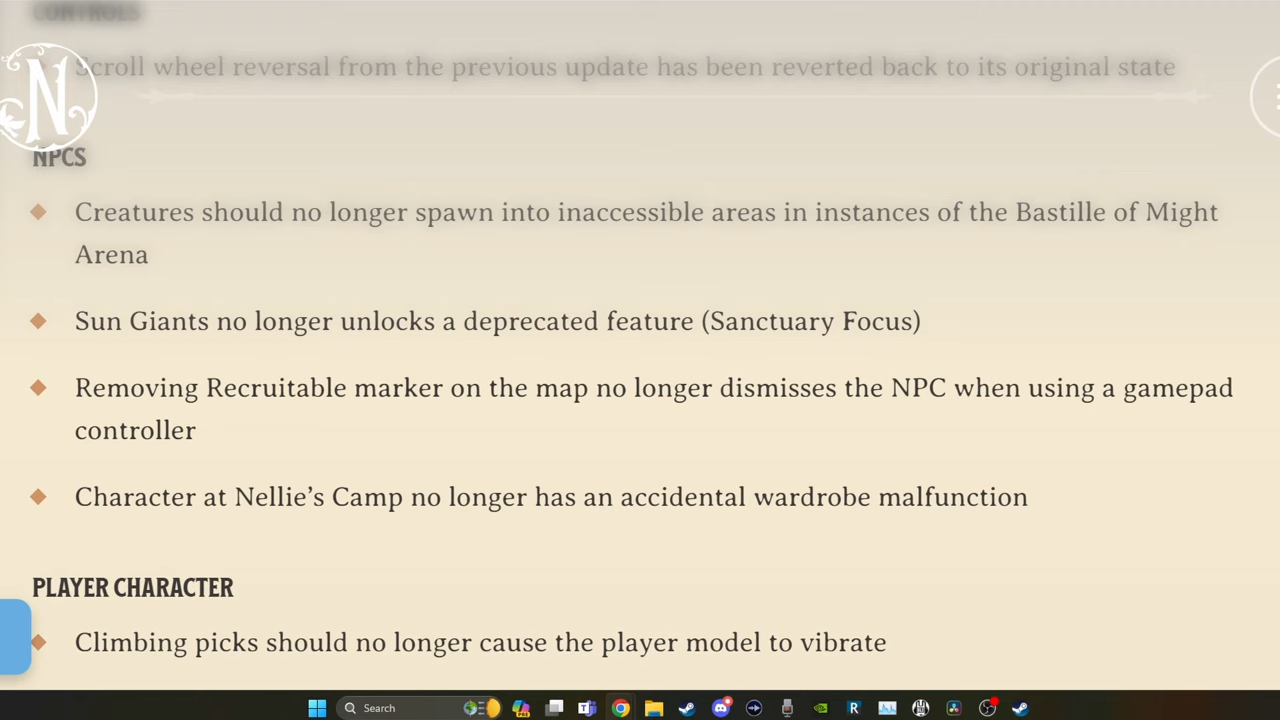 CONTROLS
Scroll wheel reversal from the previous update has been reverted back to its original state
N
NPCS
Creatures should no longer spawn into inaccessible areas in instances of the Bastille of Might
Arena
Sun Giants no longer unlocks a deprecated feature (Sanctuary Focus)
Removing Recruitable marker on the map no longer dismisses the NPC when using a gamepad
controller
Character at Nellie’s Camp no longer has an accidental wardrobe malfunction
PLAYER CHARACTER
Climbing picks should no longer cause the player model to vibrate
Search